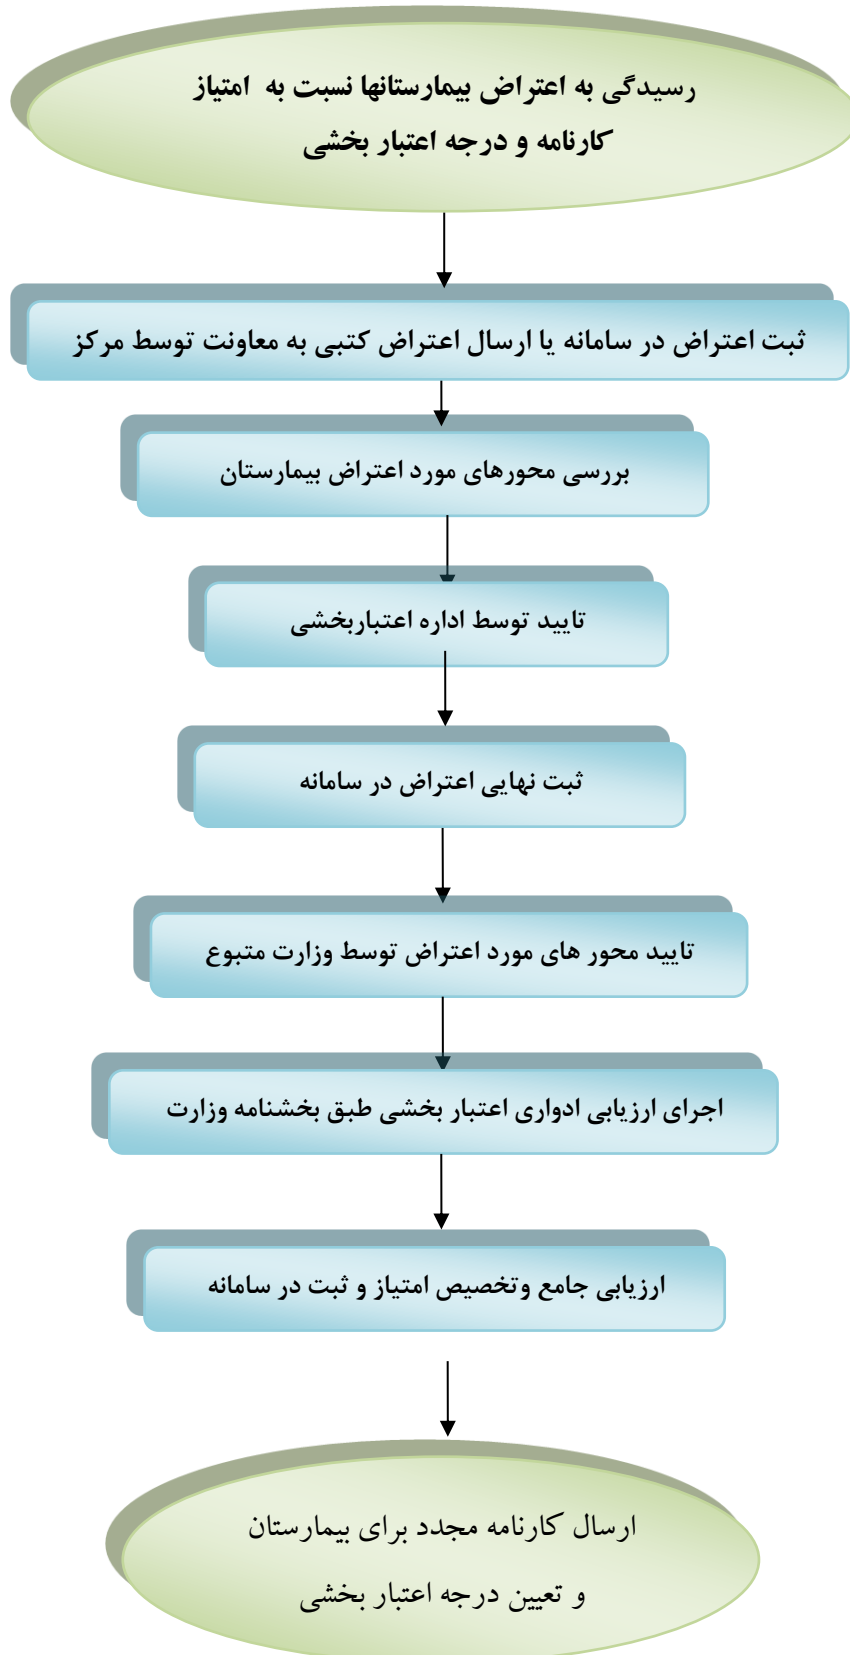 رسیدگی به اعتراض بیمارستانها نسبت به امتیاز
کارنامه و درجه اعتبار بخشی
ثبت اعتراض در سامانه یا ارسال اعتراض کتبی به معاونت توسط مرکز
بررسی محورهای مورد اعتراض بیمارستان
تایید توسط اداره اعتباربخشی
ثبت نهایی اعتراض در سامانه
تایید محور های مورد اعتراض توسط وزارت متبوع
اجرای ارزیابی ادواری اعتبار بخشی طبق بخشنامه وزارت
ارزیابی جامع وتخصیص امتیاز و ثبت در سامانه
ارسال کارنامه مجدد برای بیمارستان
و تعیین درجه اعتبار بخشی